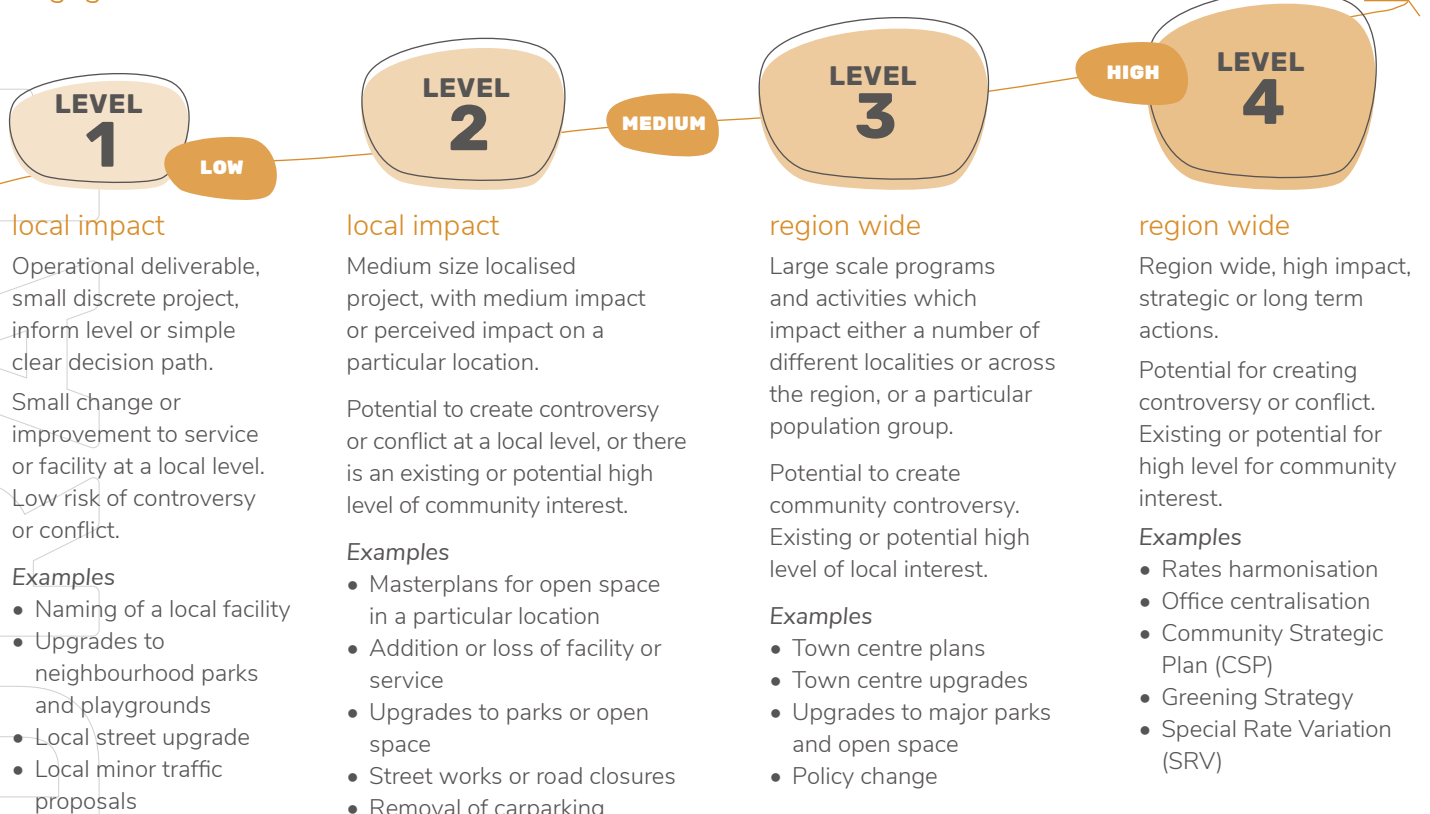 LEVEL
1
LOW
LEVEL
2
MEDIUM
LEVEL
3
HIGH
LEVEL
4
local impact
Operational deliverable,
small discrete project,
inform level or simple
clear decision path.
Small change or
improvement to service
or facility at a local level.
Low risk of controversy
or conflict.
Examples
• Naming of a local facility
• Upgrades to
neighbourhood parks
and playgrounds
• Local street upgrade
• Local minor traffic
proposals
local impact
Medium size localised
project, with medium impact
or perceived impact on a
particular location.
Potential to create controversy
or conflict at a local level, or there
is an existing or potential high
level of community interest.
Examples
• Masterplans for open space
in a particular location
• Addition or loss of facility or
service
• Upgrades to parks or open
space
• Street works or road closures
• Removal of carparking
region wide
Large scale programs
and activities which
impact either a number of
different localities or across
the region, or a particular
population group.
Potential to create
community controversy.
Existing or potential high
level of local interest.
Examples
• Town centre plans
• Town centre upgrades
• Upgrades to major parks
and open space
• Policy change
region wide
Region wide, high impact,
strategic or long term
actions.
Potential for creating
controversy or conflict.
Existing or potential for
high level for community
interest.
Examples
• Rates harmonisation
• Office centralisation
• Community Strategic
Plan (CSP)
• Greening Strategy
• Special Rate Variation
(SRV)